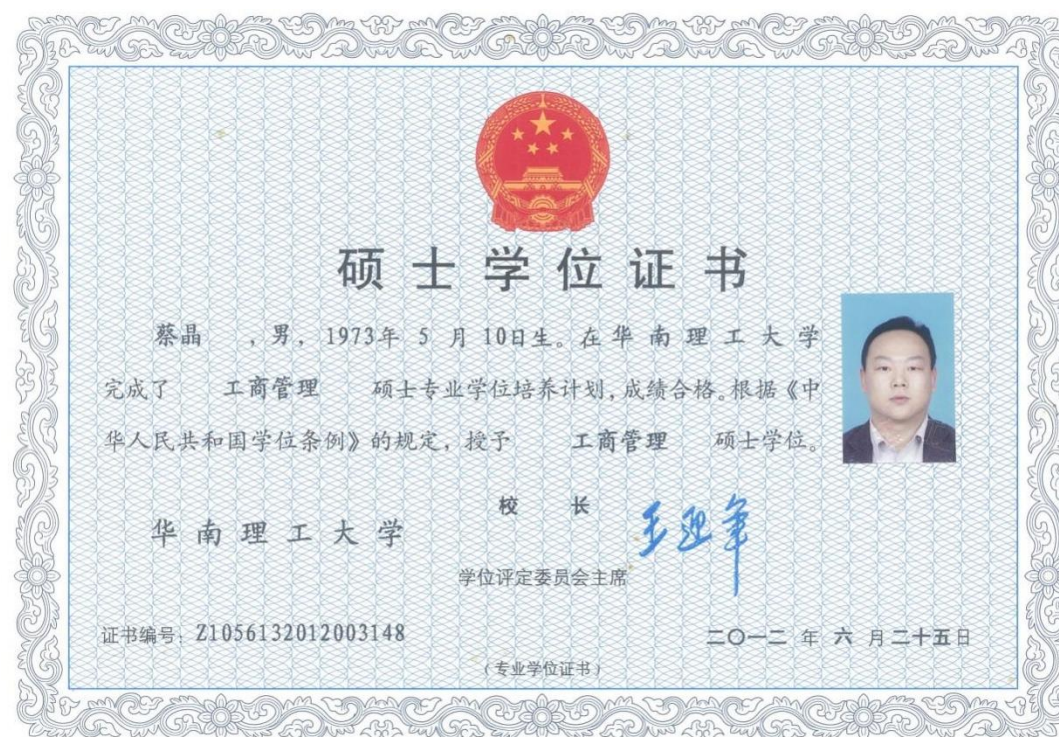 硕士学位证书
蔡晶 ,男, 1973年 5 月 10日生。在华南理工大学
完成了 工商管理 硕士专业学位培养计划,成绩合格。根据《中
华人民共和国学位条例》的规定, 授予 工商管理 硕士学位。
校 长 王迎军
华南理工大学
学位评定委员会主席
证书编号: Z1056132012003148
二〇一二 年 六 月二十五日
(专业学位证书)